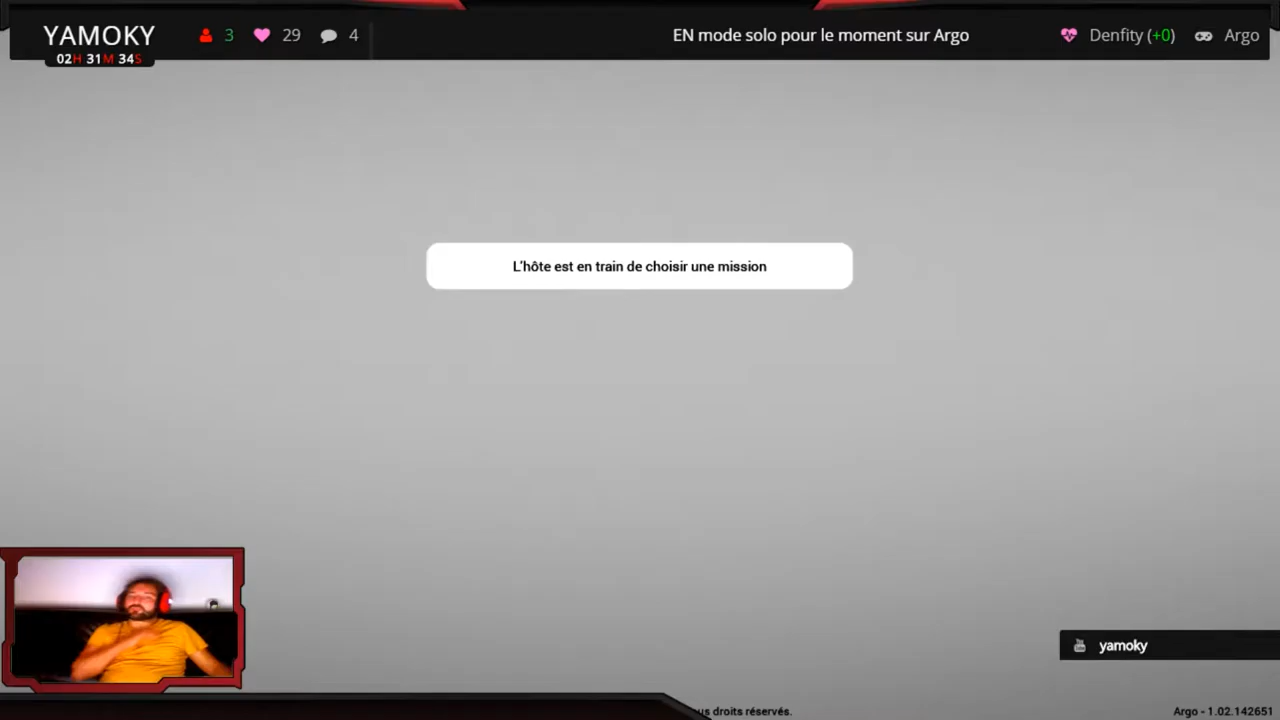 YAMOKY
3 29 4
EN mode solo pour le moment sur Argo
Denfity (+0)
Argo
02H 31M 34S
L'hôte est en train de choisir une mission
yamoky
us droits réservés.
Argo - 1.02.142651